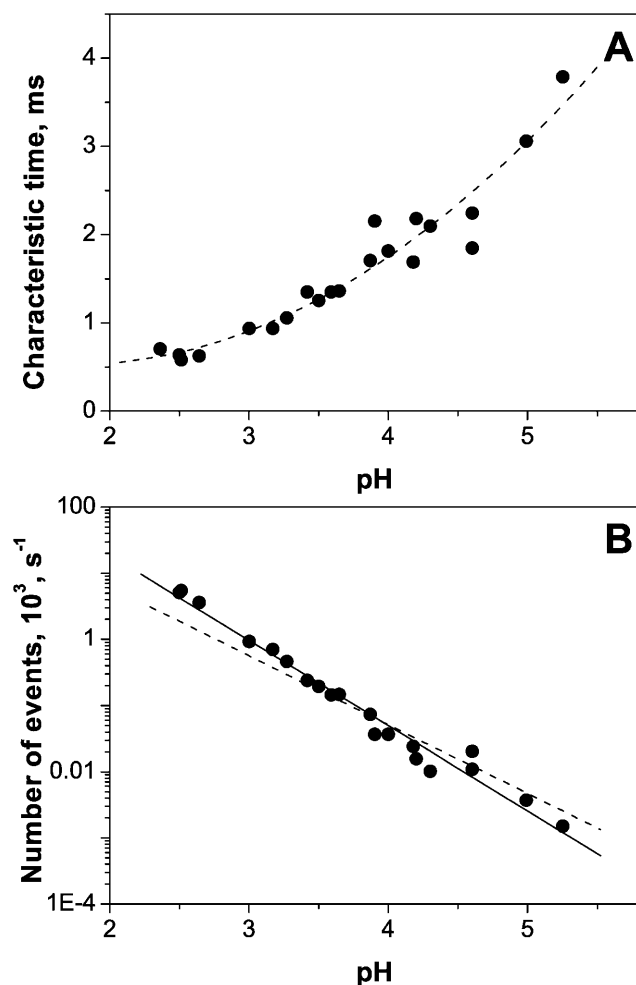 A
Characteristic time, ms
4
3
2
1
0
2
3
4
5
pH
B
Number of events, 10³, s⁻¹
100
1
0.01
1E-4
2
3
4
5
pH